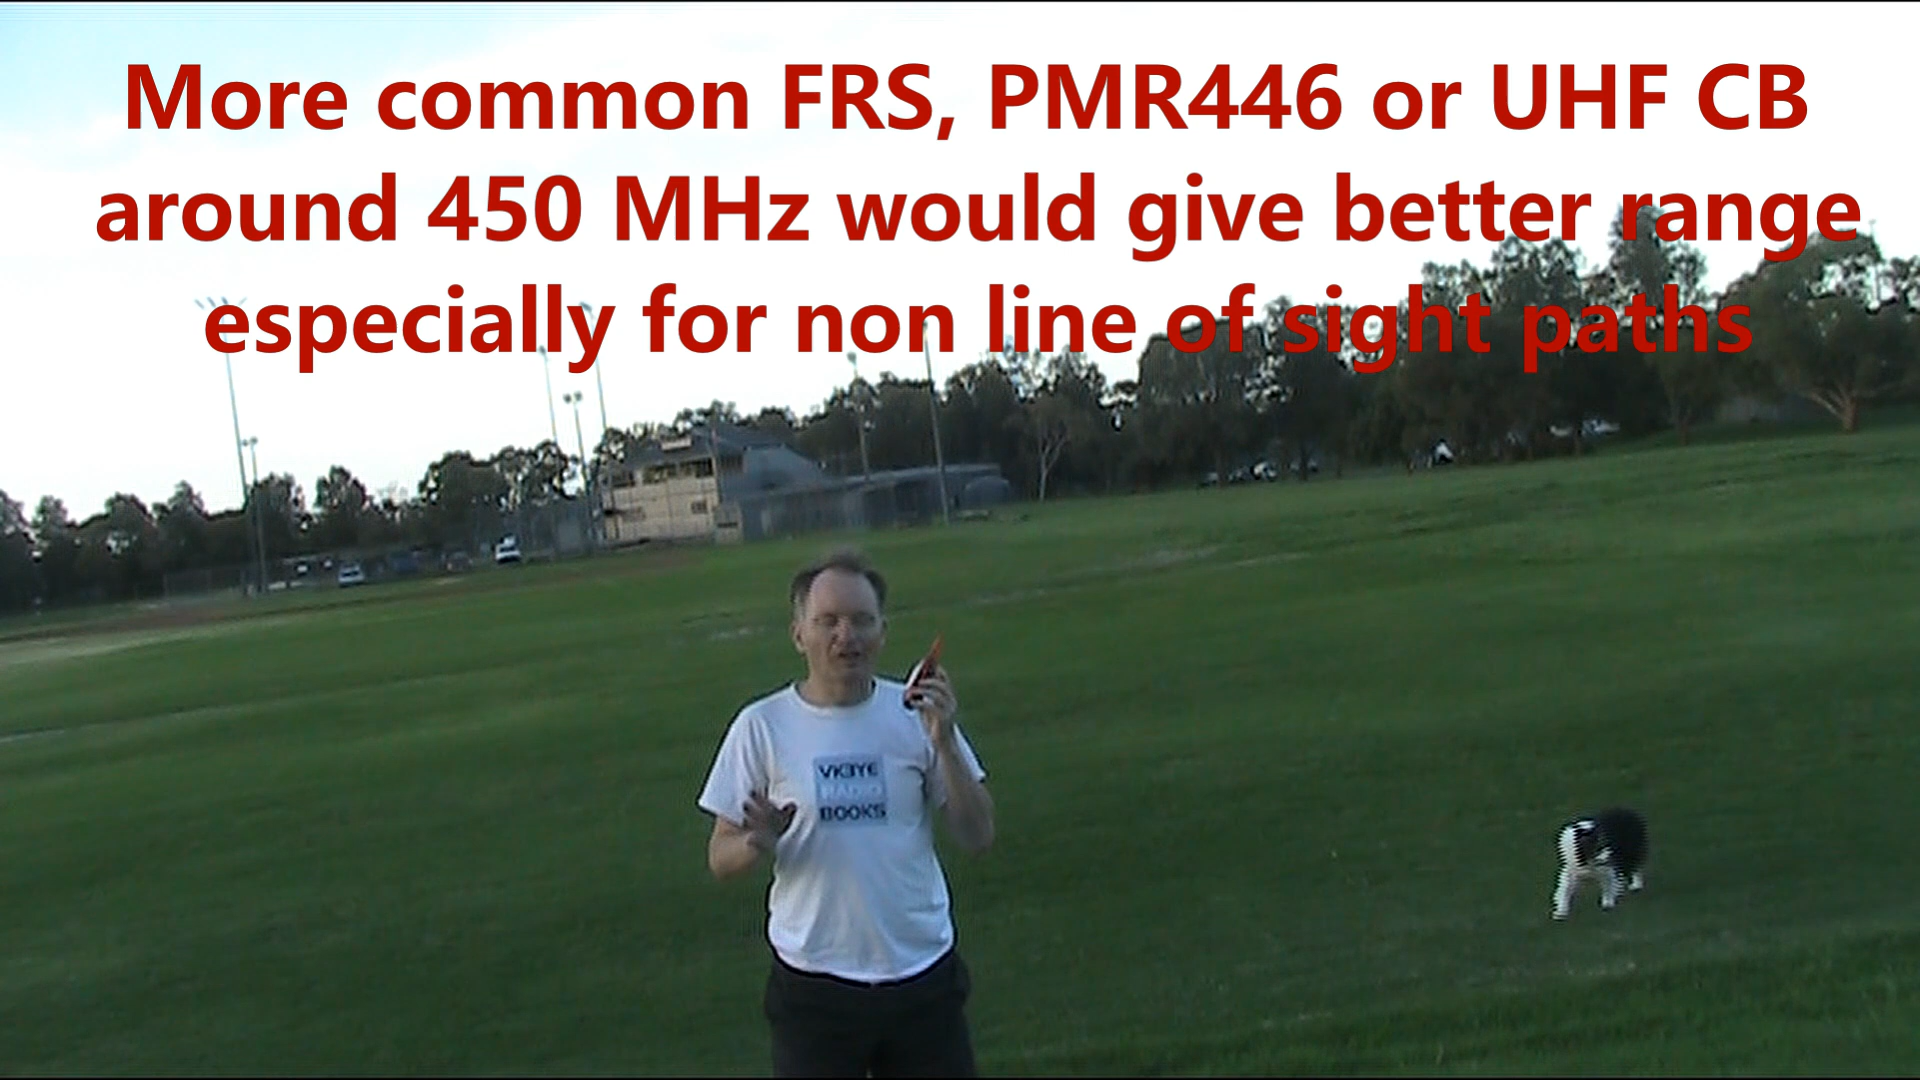 More common FRS, PMR446 or UHF CB
around 450 MHz would give better range
especially for non line of sight paths
VK3YE
RADIO
BOOKS